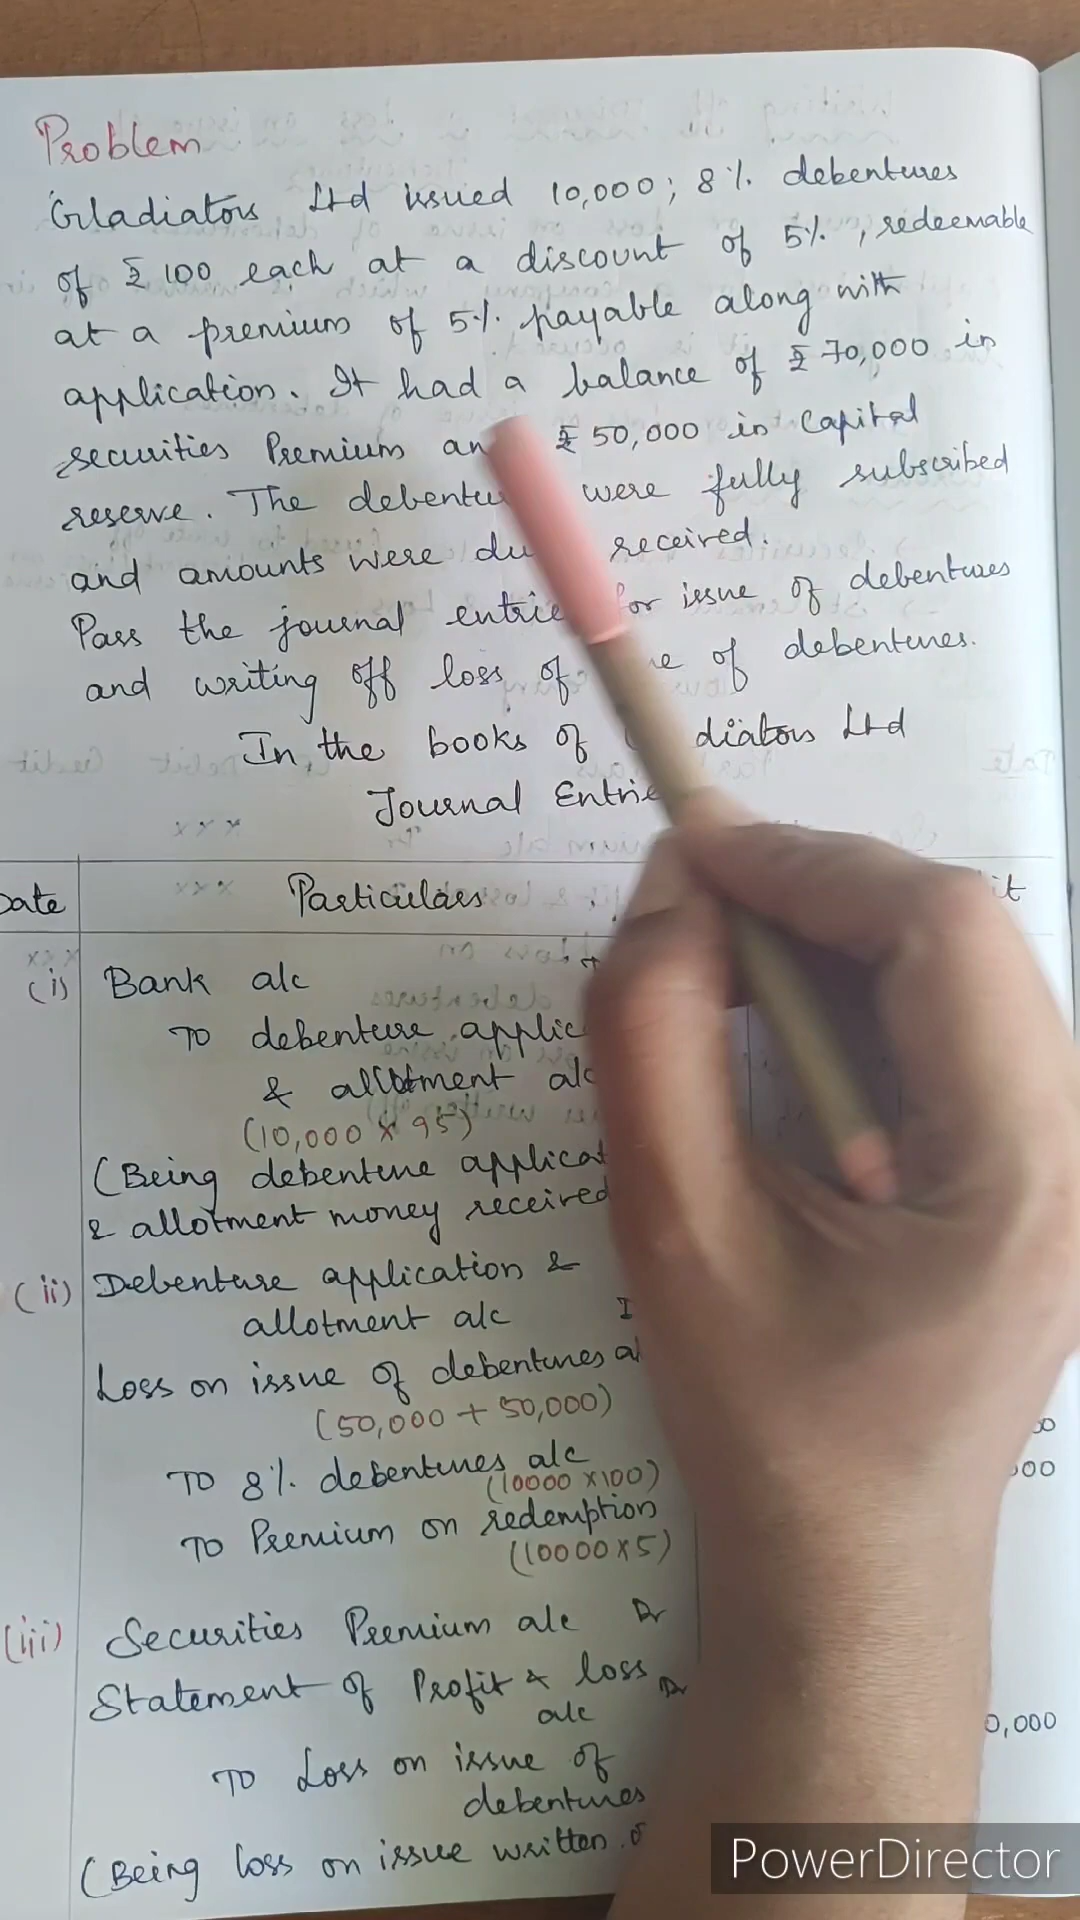 Problem
Gladiators Ltd issued 10,000; 8% debentures
of ₹ 100 each at a discount of 5%, redeemable
at a premium of 5% payable along with
application. It had a balance of ₹ 70,000 in
securities Premium an ₹ 50,000 in Capital
reserve. The debentu were fully subscribed
and amounts were du received.
Pass the journal entrie for issue of debentures
and writing off loss of ue of debentures.
In the books of diators Ltd
Journal Entrie
Date Particulars it
(i) Bank a/c
To debenture applic
& allotment a/c
(10,000 × 95)
(Being debenture applicat
& allotment money received
(ii) Debenture application &
allotment a/c
Loss on issue of debentures a/
(50,000 + 50,000)
To 8% debentures a/c
(10000 × 100)
000
To Premium on redemption
(10000 × 5)
(iii) Securities Premium a/c Dr
Statement of Profit & loss Dr
a/c
0,000
To Loss on issue of
debentures
(Being loss on issue written o
PowerDirector